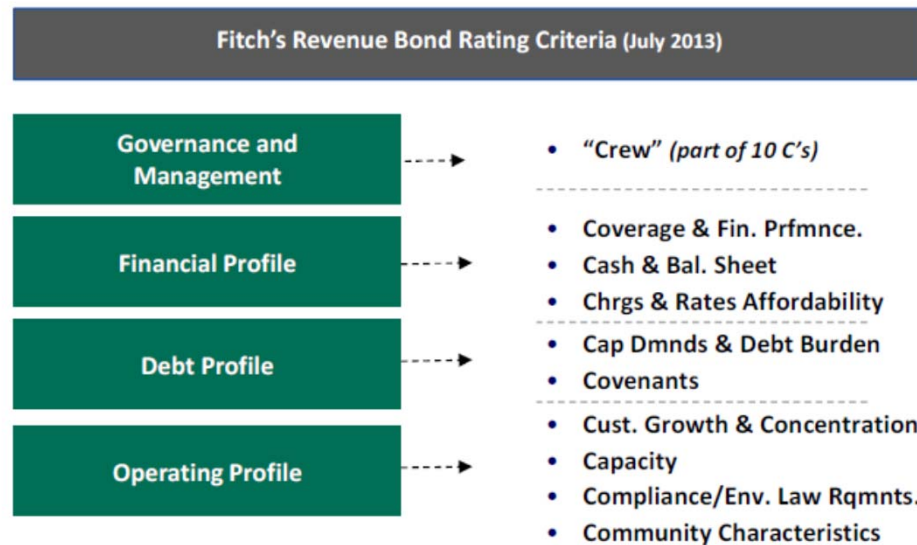 Fitch's Revenue Bond Rating Criteria (July 2013)
Governance and
Management
• "Crew" (part of 10 C's)
Financial Profile
• Coverage & Fin. Prfmnce.
• Cash & Bal. Sheet
• Chrgs & Rates Affordability
Debt Profile
• Cap Dmnds & Debt Burden
• Covenants
Operating Profile
• Cust. Growth & Concentration
• Capacity
• Compliance/Env. Law Rqmnts.
• Community Characteristics